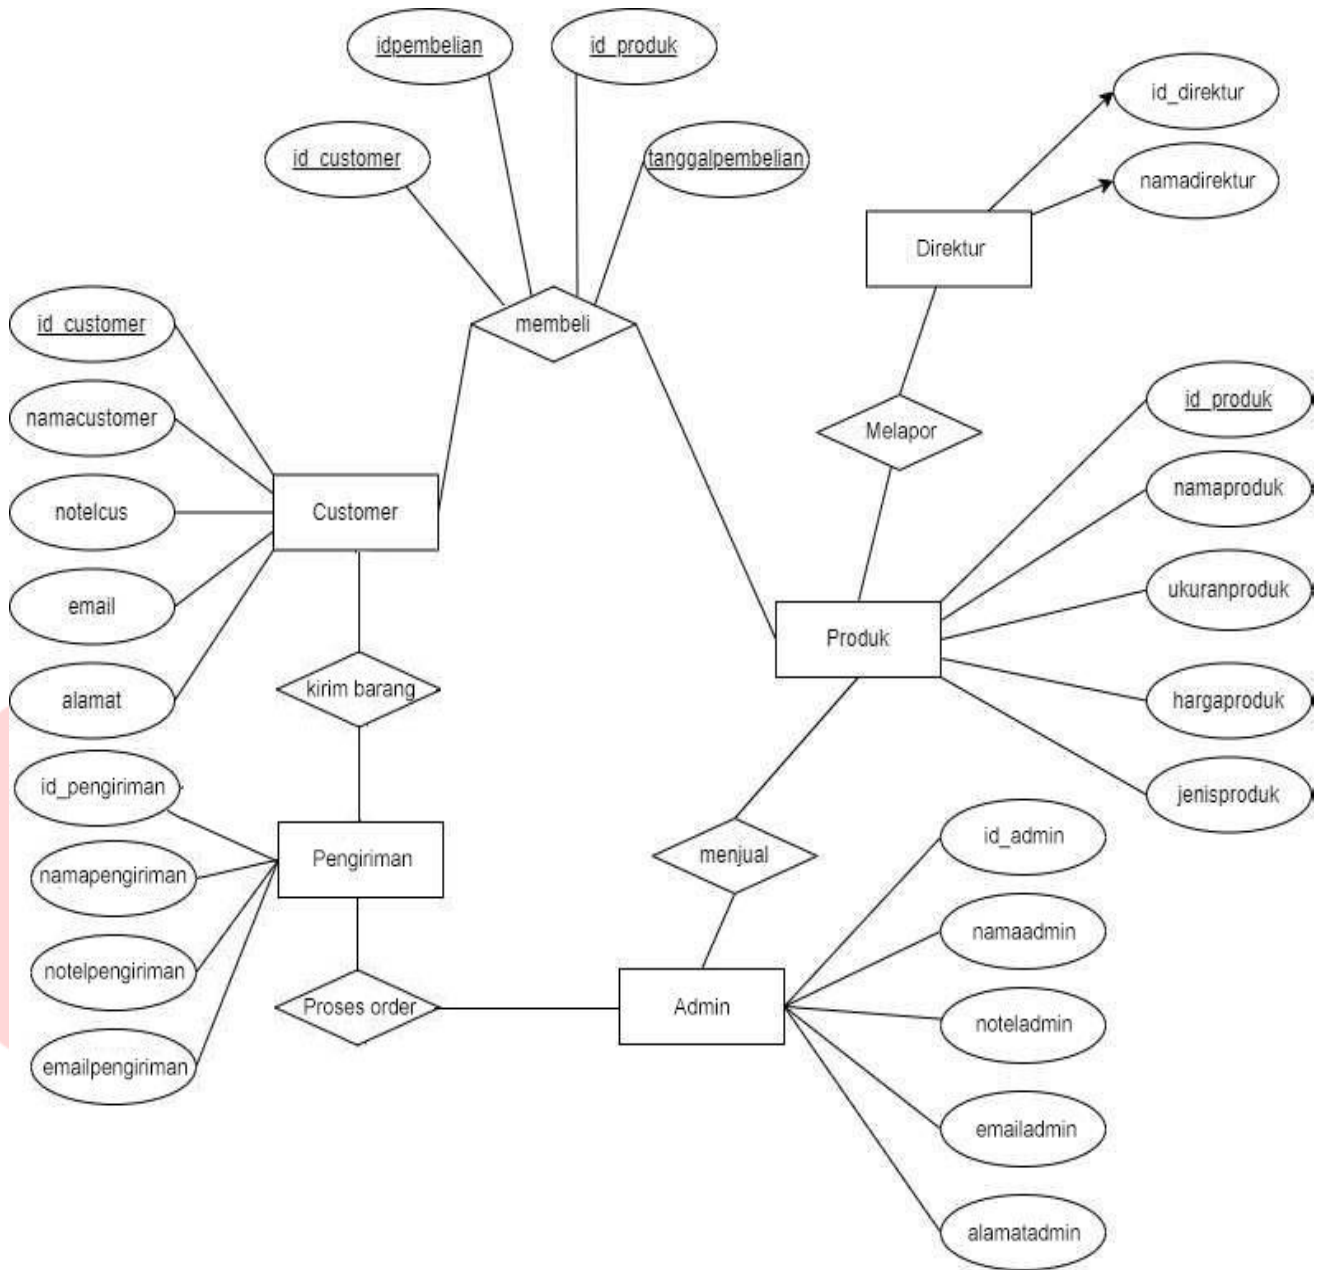 idpembelian
id_produk
id_customer
tanggalpembelian
id_direktur
namadirektur
Direktur
membeli
id_customer
namacustomer
notelcus
email
alamat
Customer
Melapor
id_produk
namaproduk
ukuranproduk
hargaproduk
jenisproduk
Produk
kirim barang
id_pengiriman
namapengiriman
notelpengiriman
emailpengiriman
Pengiriman
menjual
id_admin
namaadmin
noteladmin
emailadmin
alamatadmin
Proses order
Admin